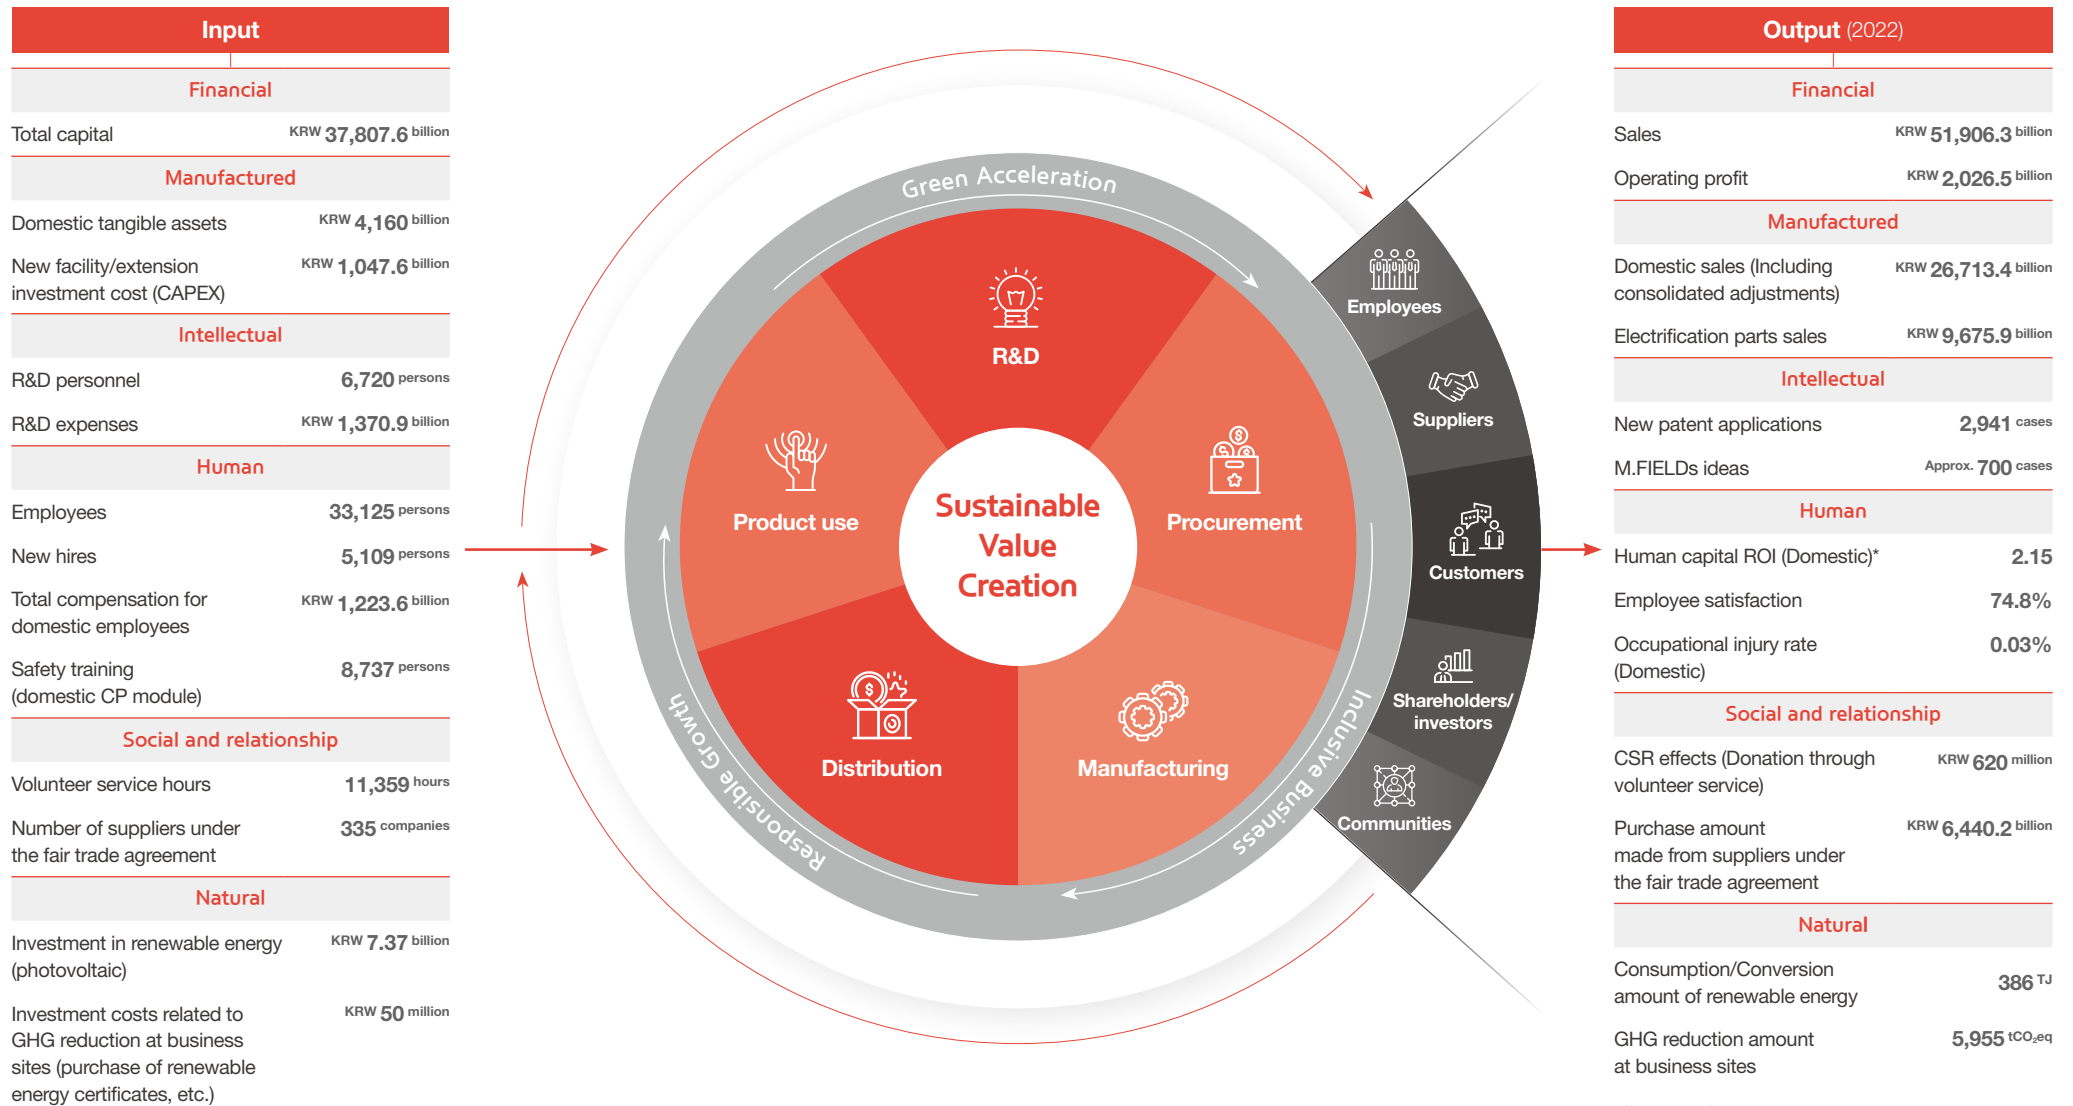 Input
Financial
Total capital KRW 37,807.6 billion
Manufactured
Domestic tangible assets KRW 4,160 billion
New facility/extension KRW 1,047.6 billion
investment cost (CAPEX)
Intellectual
R&D personnel 6,720 persons
R&D expenses KRW 1,370.9 billion
Human
Employees 33,125 persons
New hires 5,109 persons
Total compensation for KRW 1,223.6 billion
domestic employees
Safety training 8,737 persons
(domestic CP module)
Social and relationship
Volunteer service hours 11,359 hours
Number of suppliers under 335 companies
the fair trade agreement
Natural
Investment in renewable energy KRW 7.37 billion
(photovoltaic)
Investment costs related to KRW 50 million
GHG reduction at business
sites (purchase of renewable
energy certificates, etc.)
Green Acceleration
Inclusive Business
Responsible Growth
R&D
Procurement
Manufacturing
Distribution
Product use
Sustainable
Value
Creation
Employees
Suppliers
Customers
Shareholders/
investors
Communities
Output (2022)
Financial
Sales KRW 51,906.3 billion
Operating profit KRW 2,026.5 billion
Manufactured
Domestic sales (Including KRW 26,713.4 billion
consolidated adjustments)
Electrification parts sales KRW 9,675.9 billion
Intellectual
New patent applications 2,941 cases
M.FIELDs ideas Approx. 700 cases
Human
Human capital ROI (Domestic)* 2.15
Employee satisfaction 74.8%
Occupational injury rate 0.03%
(Domestic)
Social and relationship
CSR effects (Donation through KRW 620 million
volunteer service)
Purchase amount KRW 6,440.2 billion
made from suppliers under
the fair trade agreement
Natural
Consumption/Conversion 386 TJ
amount of renewable energy
GHG reduction amount 5,955 tCO₂eq
at business sites